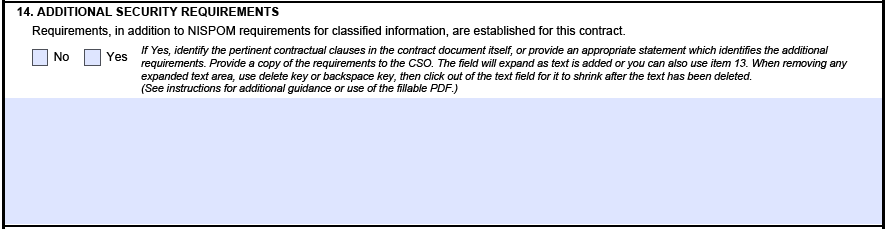 14. ADDITIONAL SECURITY REQUIREMENTS
Requirements, in addition to NISPOM requirements for classified information, are established for this contract.
No Yes If Yes, identify the pertinent contractual clauses in the contract document itself, or provide an appropriate statement which identifies the additional
requirements. Provide a copy of the requirements to the CSO. The field will expand as text is added or you can also use item 13. When removing any
expanded text area, use delete key or backspace key, then click out of the text field for it to shrink after the text has been deleted.
(See instructions for additional guidance or use of the fillable PDF.)